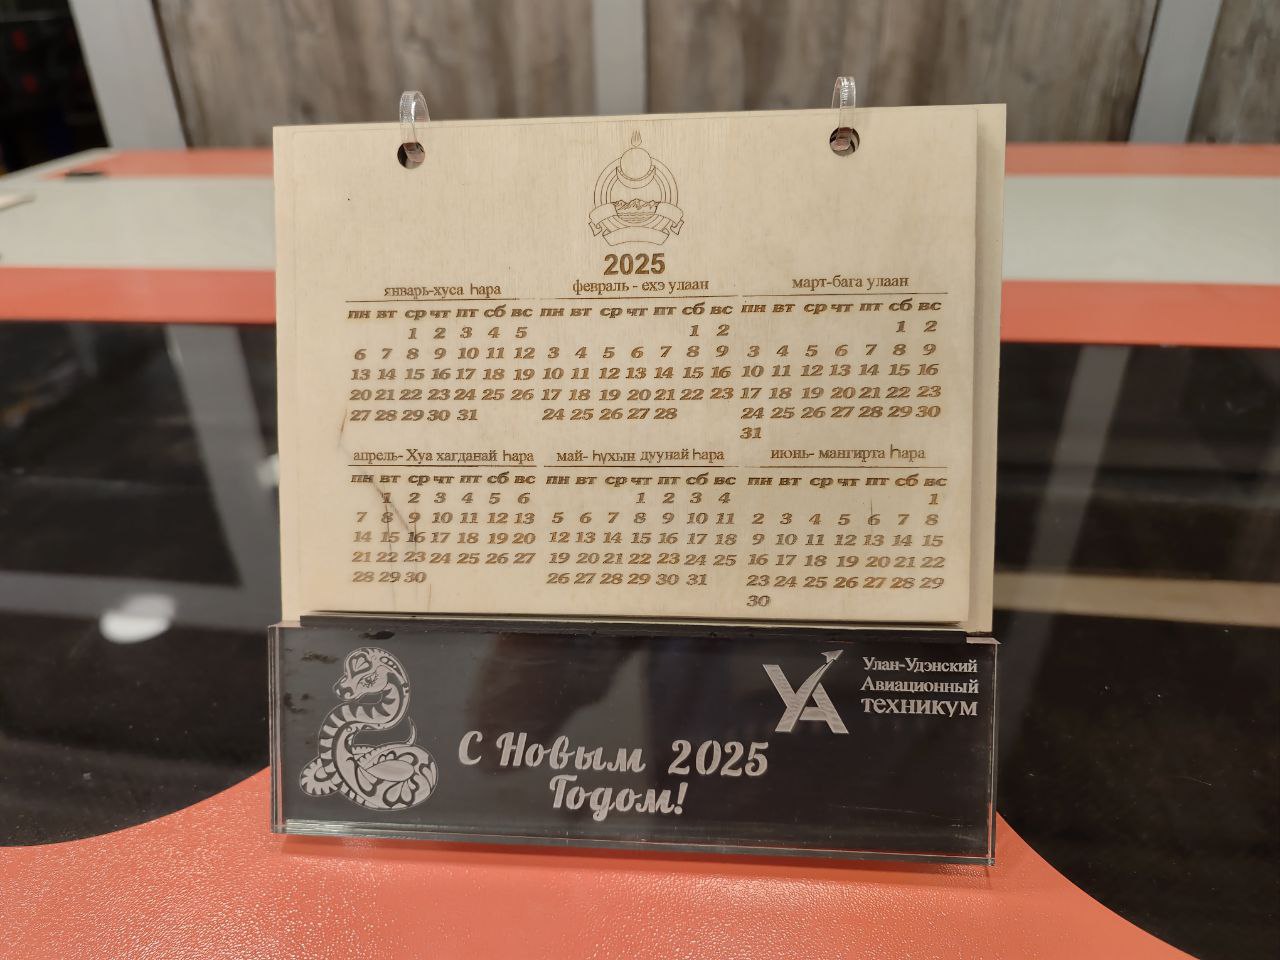 2025
январь-хуса һара
пн вт ср чт пт сб вс
1 2 3 4 5
6 7 8 9 10 11 12
13 14 15 16 17 18 19
20 21 22 23 24 25 26
27 28 29 30 31
февраль - ехэ улаан
пн вт ср чт пт сб вс
1 2
3 4 5 6 7 8 9
10 11 12 13 14 15 16
17 18 19 20 21 22 23
24 25 26 27 28
март-бага улаан
пн вт ср чт пт сб вс
1 2
3 4 5 6 7 8 9
10 11 12 13 14 15 16
17 18 19 20 21 22 23
24 25 26 27 28 29 30
31
апрель- Хуа хагданай һара
пн вт ср чт пт сб вс
1 2 3 4 5 6
7 8 9 10 11 12 13
14 15 16 17 18 19 20
21 22 23 24 25 26 27
28 29 30
май- һүхын дуунай һара
пн вт ср чт пт сб вс
1 2 3 4
5 6 7 8 9 10 11
12 13 14 15 16 17 18
19 20 21 22 23 24 25
26 27 28 29 30 31
июнь- мангирта һара
пн вт ср чт пт сб вс
1
2 3 4 5 6 7 8
9 10 11 12 13 14 15
16 17 18 19 20 21 22
23 24 25 26 27 28 29
30
УА
Улан-Удэнский
Авиационный
техникум
С Новым 2025
Годом!